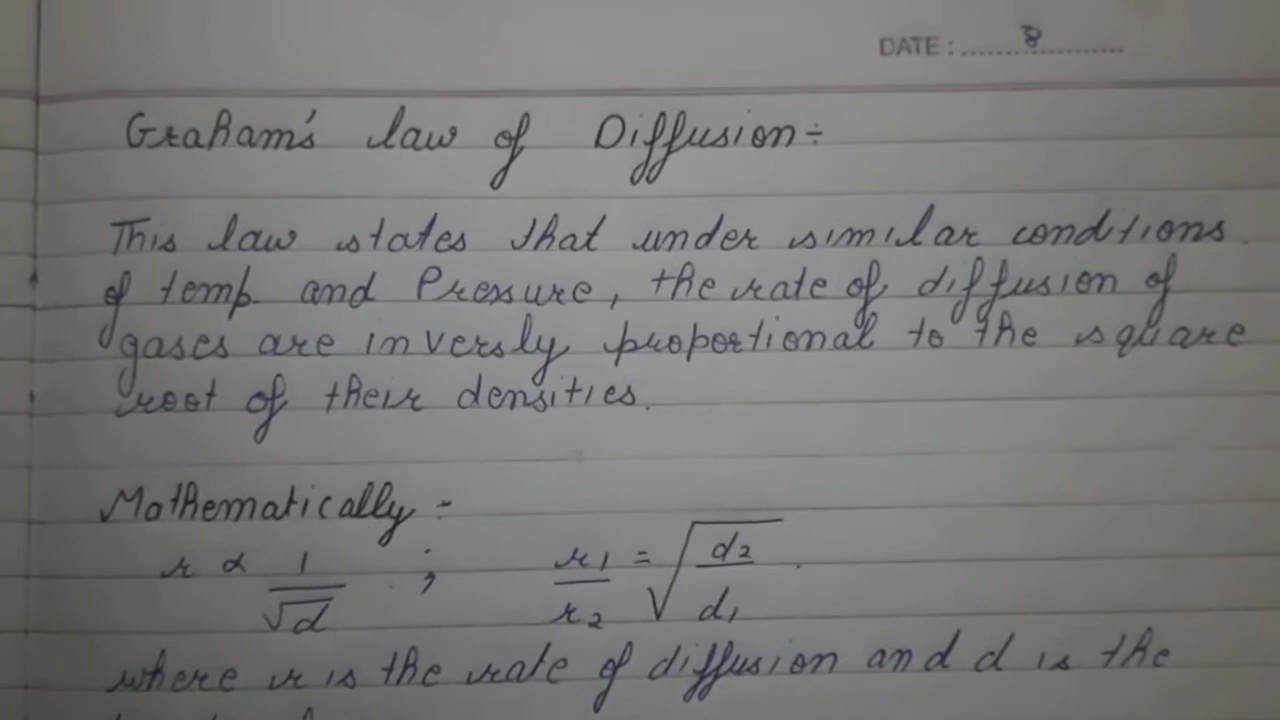 DATE : 8
Graham's law of Diffusion ÷
This law states that under similar conditions
of temp. and Pressure, the rate of diffusion of
gases are inversly proportional to the square
root of their densities.
Mathematically :-
r ∝ 1/√d ; r1/r2 = √(d2/d1) .
where r is the rate of diffusion and d is the